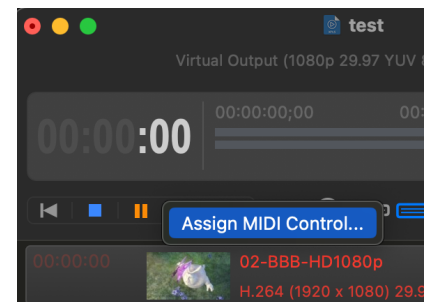 test
Virtual Output (1080p 29.97 YUV
00:00:00
00:00:00;00
00:
Assign MIDI Control...
00:00:00
02-BBB-HD1080p
H.264 (1920 x 1080) 29.9